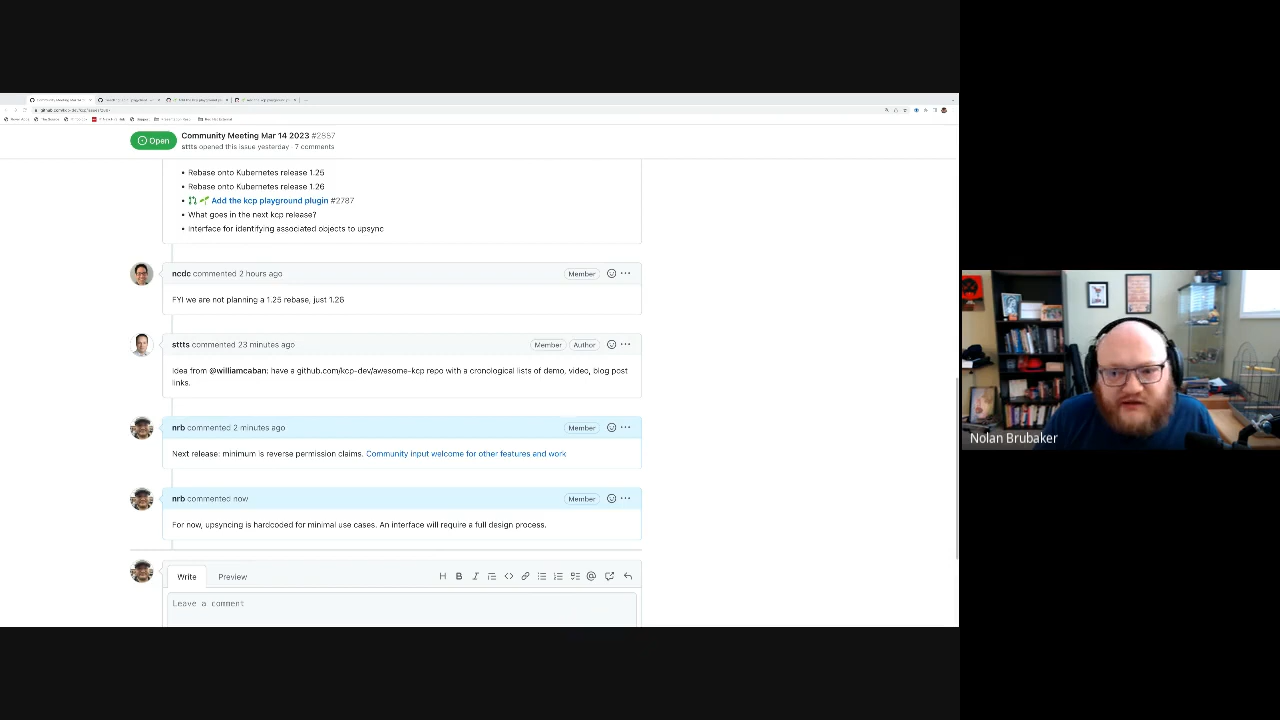 Community Meeting Mar 14
Open
Community Meeting Mar 14 2023 #2857
sttts opened this issue yesterday · 7 comments
• Rebase onto Kubernetes release 1.25
• Rebase onto Kubernetes release 1.26
• Add the kcp playground plugin #2787
• What goes in the next kcp release?
• Interface for identifying associated objects to upsync
ncdc commented 2 hours ago Member
FYI we are not planning a 1.25 rebase, just 1.26
sttts commented 23 minutes ago Member Author
Idea from @williamcaban: have a github.com/kcp-dev/awesome-kcp repo with a cronological lists of demo, video, blog post
links.
nrb commented 2 minutes ago Member
Next release: minimum is reverse permission claims. Community input welcome for other features and work
nrb commented now Member
For now, upsyncing is hardcoded for minimal use cases. An interface will require a full design process.
Write Preview
Leave a comment
Nolan Brubaker